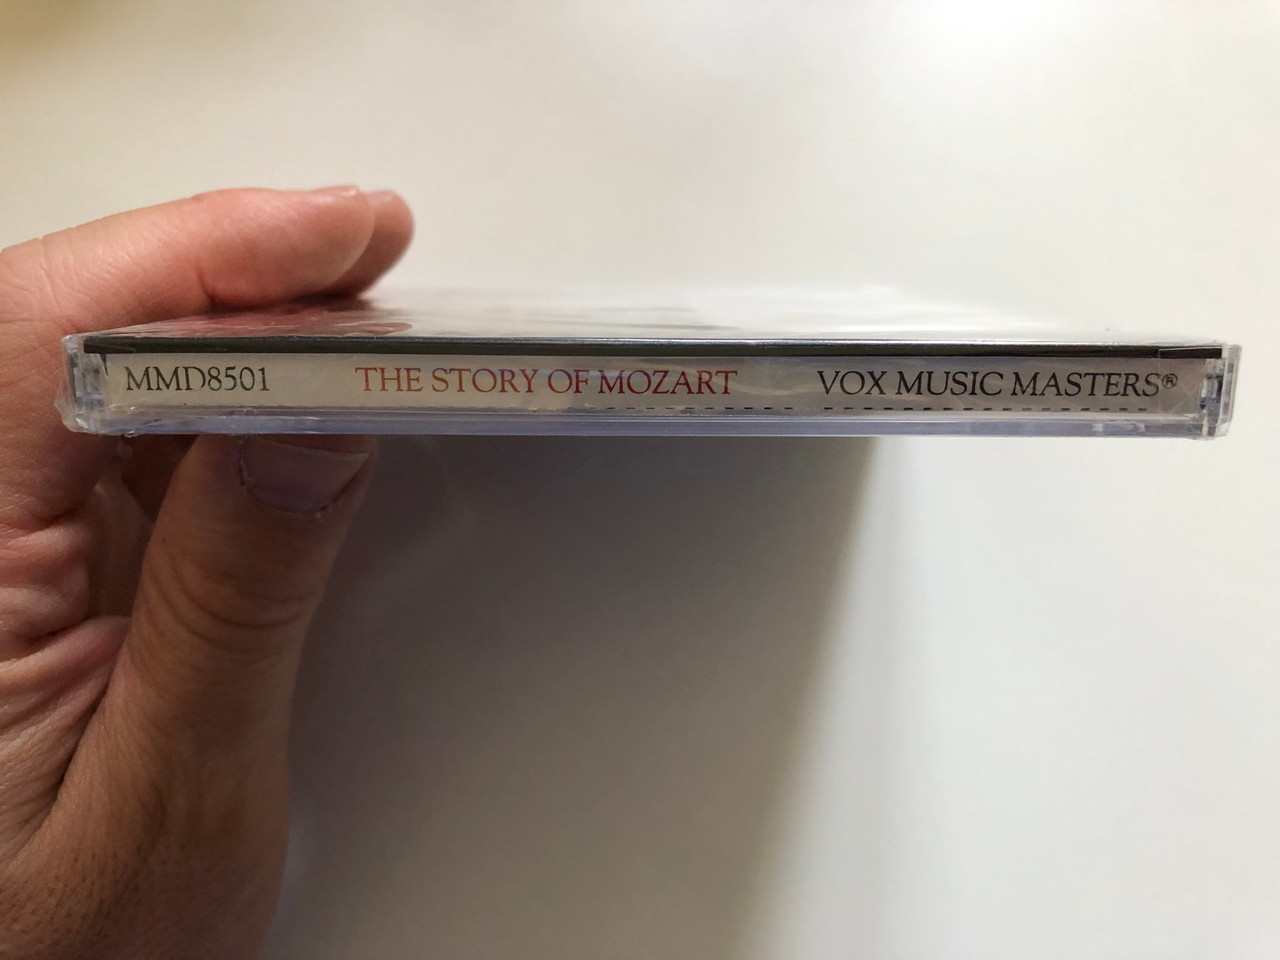 MMD8501 THE STORY OF MOZART VOX MUSIC MASTERS®